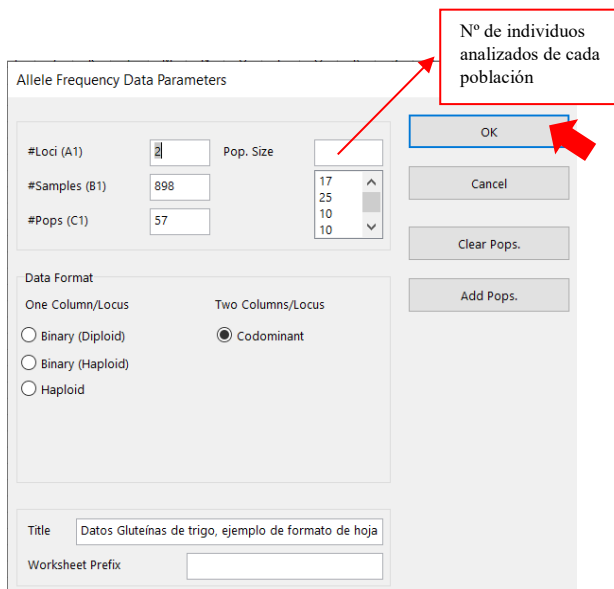 Nº de individuos
analizados de cada
población
Allele Frequency Data Parameters
#Loci (A1) 2 Pop. Size
#Samples (B1) 898
#Pops (C1) 57
17
25
10
10
OK
Cancel
Clear Pops.
Add Pops.
Data Format
One Column/Locus Two Columns/Locus
Binary (Diploid) Codominant
Binary (Haploid)
Haploid
Title Datos Gluteínas de trigo, ejemplo de formato de hoja
Worksheet Prefix